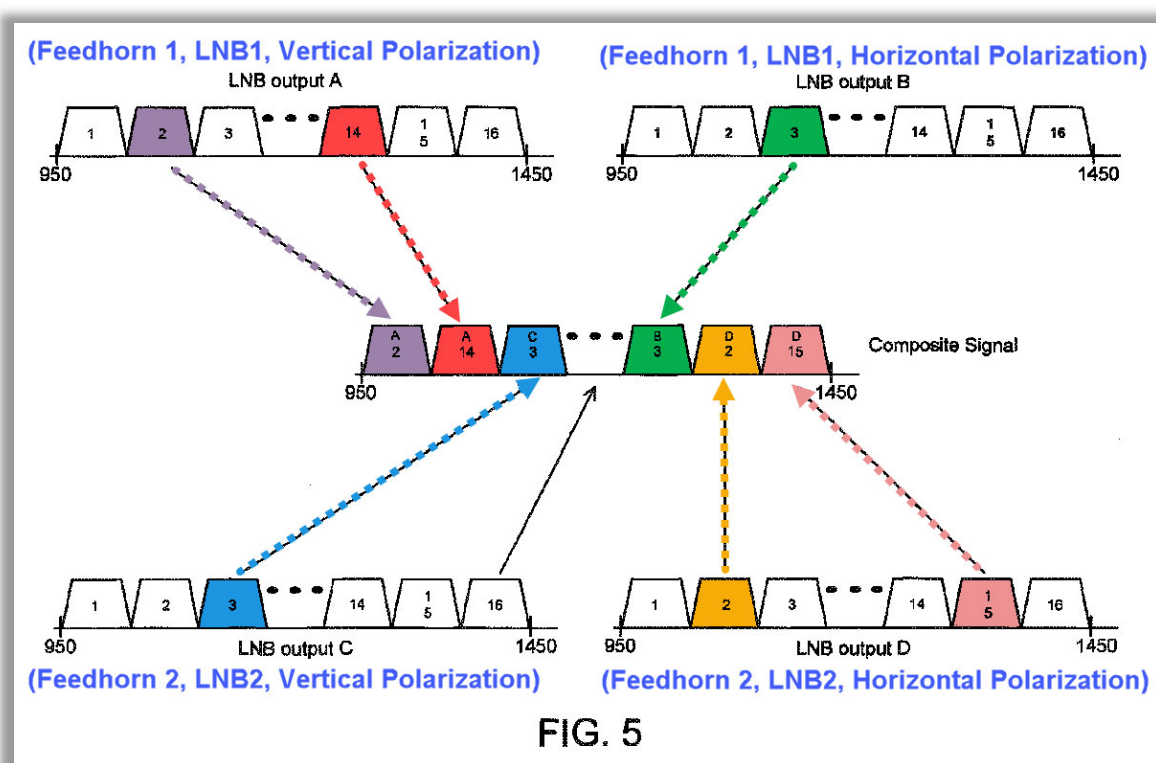 (Feedhorn 1, LNB1, Vertical Polarization)
LNB output A
1 2 3 14 1 5 16
950 1450
(Feedhorn 1, LNB1, Horizontal Polarization)
LNB output B
1 2 3 14 1 5 16
950 1450
A 2 A 14 C 3 B 3 D 2 D 15
Composite Signal
950 1450
1 2 3 14 1 5 16
950 1450
LNB output C
(Feedhorn 2, LNB2, Vertical Polarization)
1 2 3 14 1 5 16
950 1450
LNB output D
(Feedhorn 2, LNB2, Horizontal Polarization)
FIG. 5